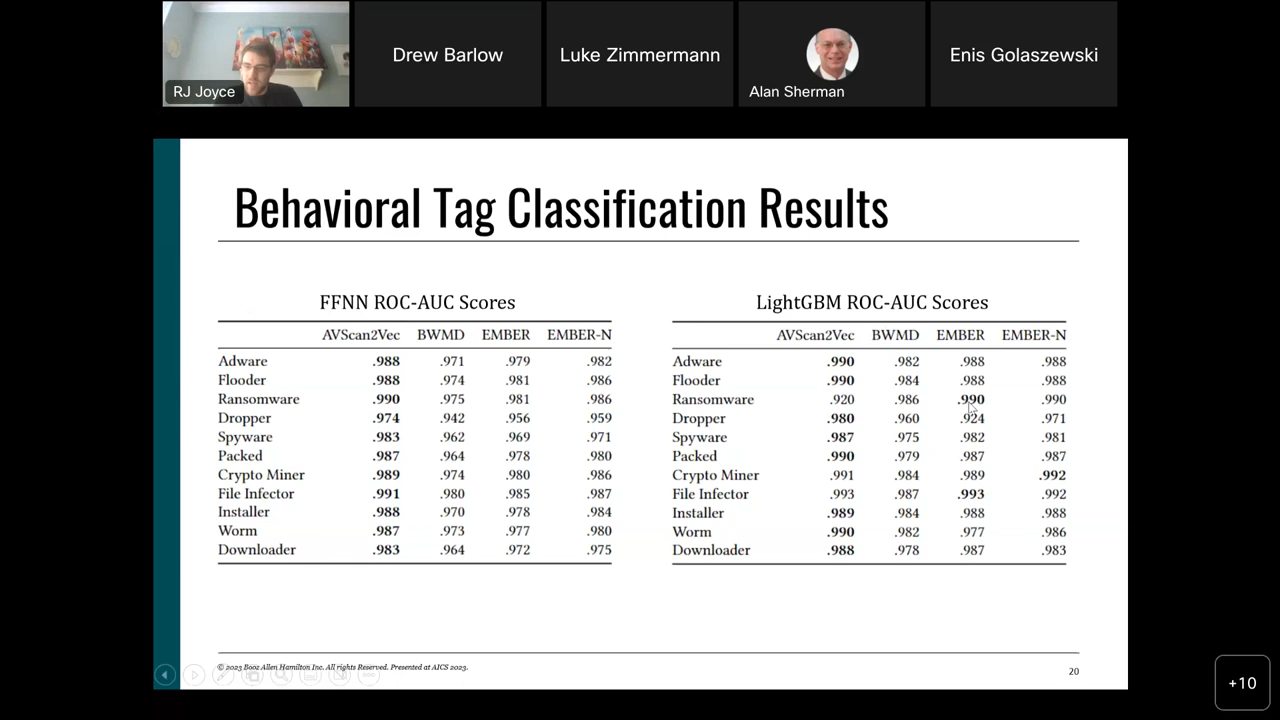 RJ Joyce
Drew Barlow
Luke Zimmermann
Alan Sherman
Enis Golaszewski
Behavioral Tag Classification Results
FFNN ROC-AUC Scores
AVScan2Vec BWMD EMBER EMBER-N
Adware .988 .971 .979 .982
Flooder .988 .974 .981 .986
Ransomware .990 .975 .981 .986
Dropper .974 .942 .956 .959
Spyware .983 .962 .969 .971
Packed .987 .964 .978 .980
Crypto Miner .989 .974 .980 .986
File Infector .991 .980 .985 .987
Installer .988 .970 .978 .984
Worm .987 .973 .977 .980
Downloader .983 .964 .972 .975
LightGBM ROC-AUC Scores
AVScan2Vec BWMD EMBER EMBER-N
Adware .990 .982 .988 .988
Flooder .990 .984 .988 .988
Ransomware .920 .986 .990 .990
Dropper .980 .960 .924 .971
Spyware .987 .975 .982 .981
Packed .990 .979 .987 .987
Crypto Miner .991 .984 .989 .992
File Infector .993 .987 .993 .992
Installer .989 .984 .988 .988
Worm .990 .982 .977 .986
Downloader .988 .978 .987 .983
© 2023 Booz Allen Hamilton Inc. All rights Reserved. Presented at AICS 2023.
20
+10